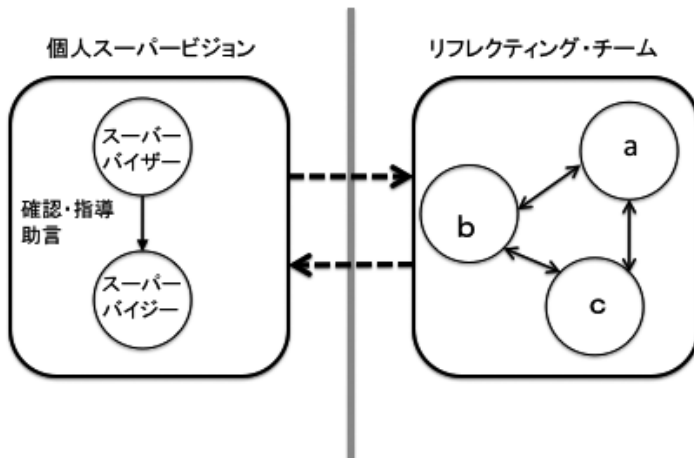 個人スーパービジョン
リフレクティング・チーム
スーパー
バイザー
確認・指導
助言
スーパー
バイジー
a
b
c